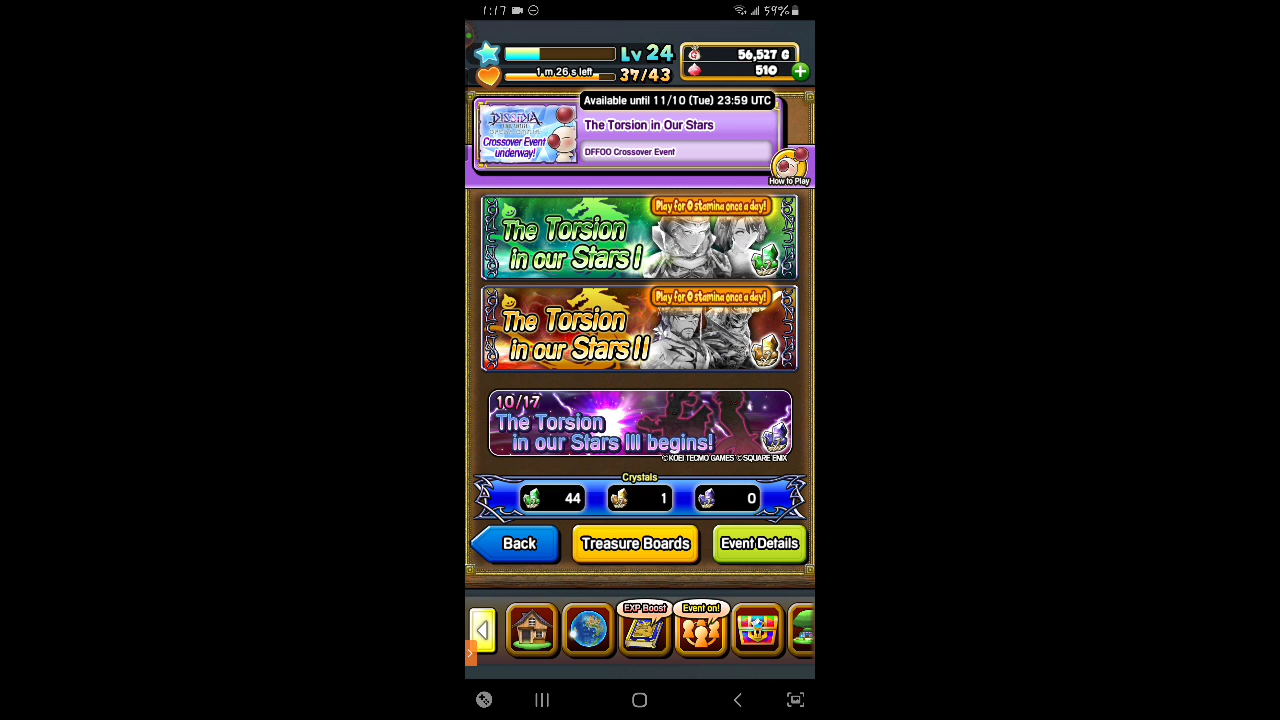 1:17
59%
Lv 24
56,527 G
1 m 26 s left
37/43
510
Available until 11/10 (Tue) 23:59 UTC
DISSIDIA
Crossover Event
underway!
The Torsion in Our Stars
DFFOO Crossover Event
How to Play
Play for 0 stamina once a day!
The Torsion
in our Stars I
Play for 0 stamina once a day!
The Torsion
in our Stars II
10/17
The Torsion
in our Stars III begins!
©KOEI TECMO GAMES ©SQUARE ENIX
Crystals
44
1
0
Back
Treasure Boards
Event Details
EXP Boost
Event on!